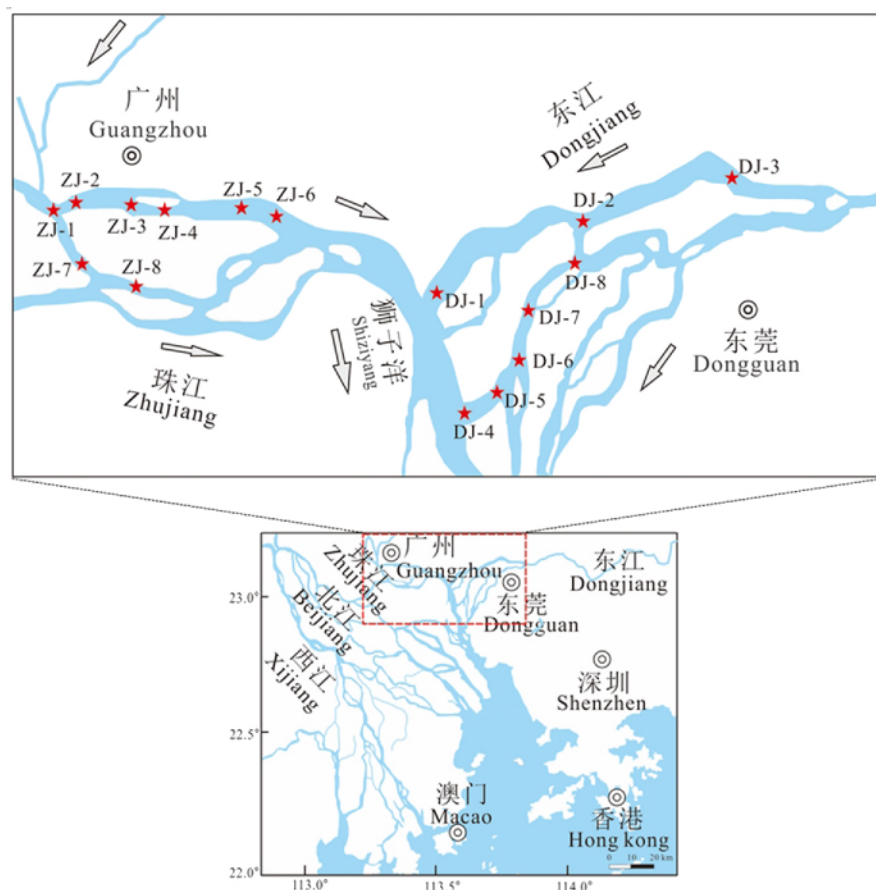 广州
Guangzhou
东江
Dongjiang
DJ-3
ZJ-2
ZJ-5
ZJ-6
DJ-2
ZJ-1
ZJ-3
ZJ-4
ZJ-7
ZJ-8
DJ-8
DJ-1
DJ-7
狮子洋
Shiziyang
东莞
Dongguan
DJ-6
珠江
Zhujiang
DJ-5
DJ-4
广州
Guangzhou
珠江
Zhujiang
东江
Dongjiang
23.0°
北江
Beijiang
东莞
Dongguan
西江
Xijiang
深圳
Shenzhen
22.5°
澳门
Macao
香港
Hong kong
0 10 20 km
22.0°
113.0°
113.5°
114.0°